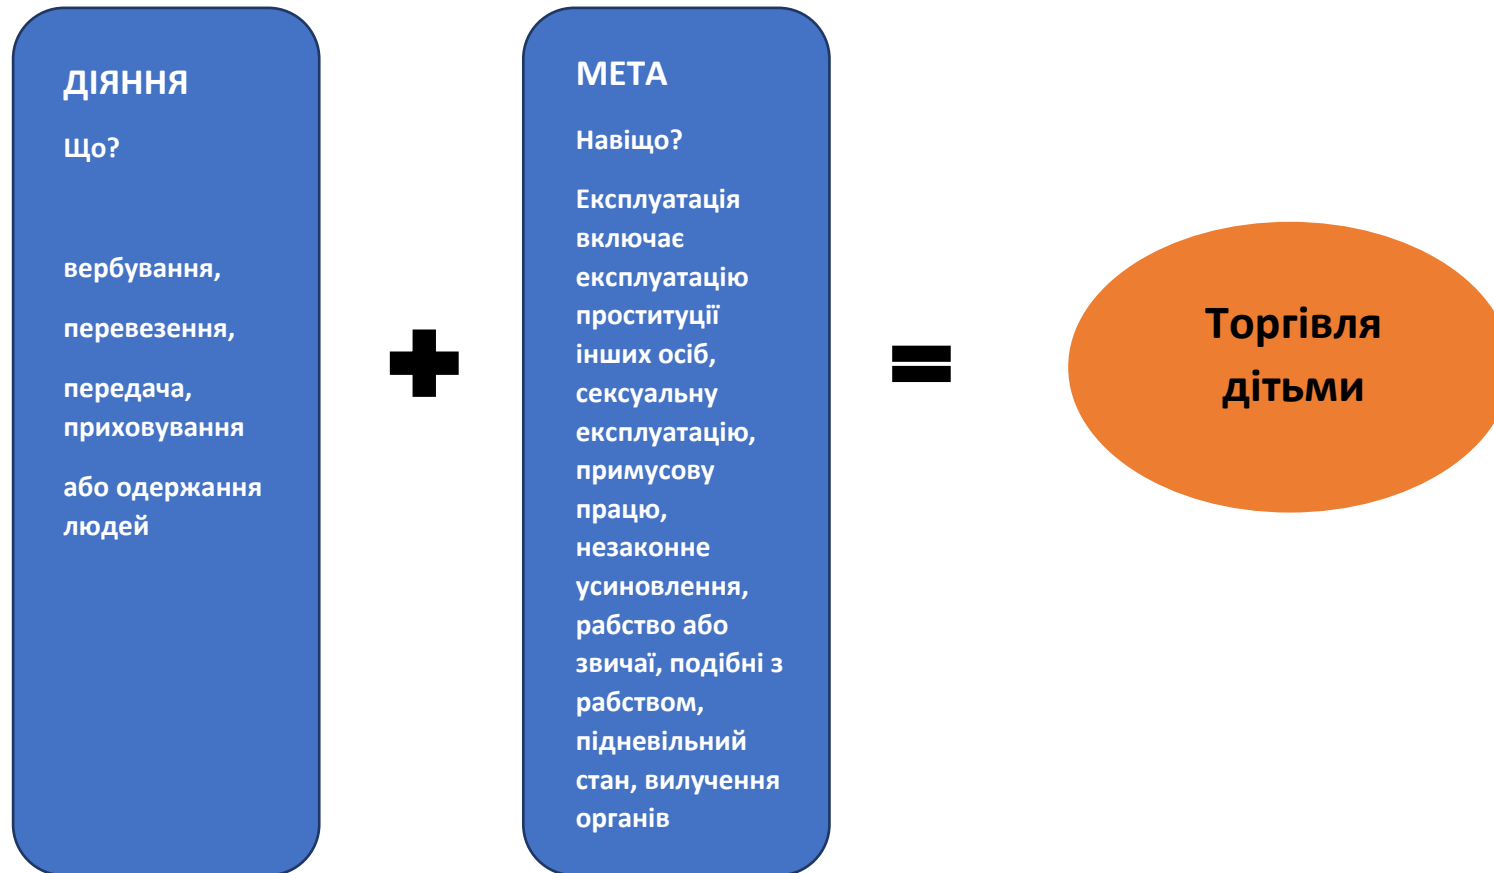 ДІЯННЯ
Що?
вербування,
перевезення,
передача,
приховування
або одержання
людей
МЕТА
Навіщо?
Експлуатація
включає
експлуатацію
проституції
інших осіб,
сексуальну
експлуатацію,
примусову
працю,
незаконне
усиновлення,
рабство або
звичаї, подібні з
рабством,
підневільний
стан, вилучення
органів
Торгівля
дітьми